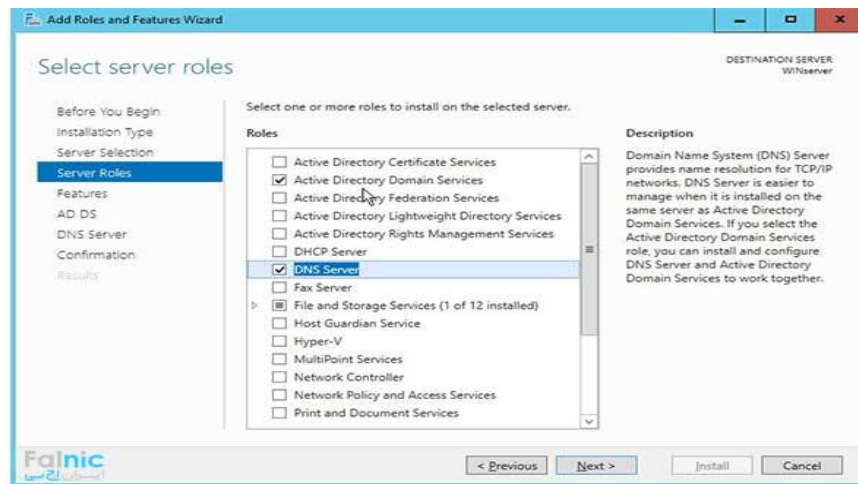 Add Roles and Features Wizard
Select server roles
DESTINATION SERVER
WINserver
Before You Begin
Installation Type
Server Selection
Server Roles
Features
AD DS
DNS Server
Confirmation
Results
Select one or more roles to install on the selected server.
Roles
Active Directory Certificate Services
Active Directory Domain Services
Active Directory Federation Services
Active Directory Lightweight Directory Services
Active Directory Rights Management Services
DHCP Server
DNS Server
Fax Server
File and Storage Services (1 of 12 installed)
Host Guardian Service
Hyper-V
MultiPoint Services
Network Controller
Network Policy and Access Services
Print and Document Services
Description
Domain Name System (DNS) Server
provides name resolution for TCP/IP
networks. DNS Server is easier to
manage when it is installed on the
same server as Active Directory
Domain Services. If you select the
Active Directory Domain Services
role, you can install and configure
DNS Server and Active Directory
Domain Services to work together.
Falnic
ایران اچ پی
< Previous
Next >
Install
Cancel